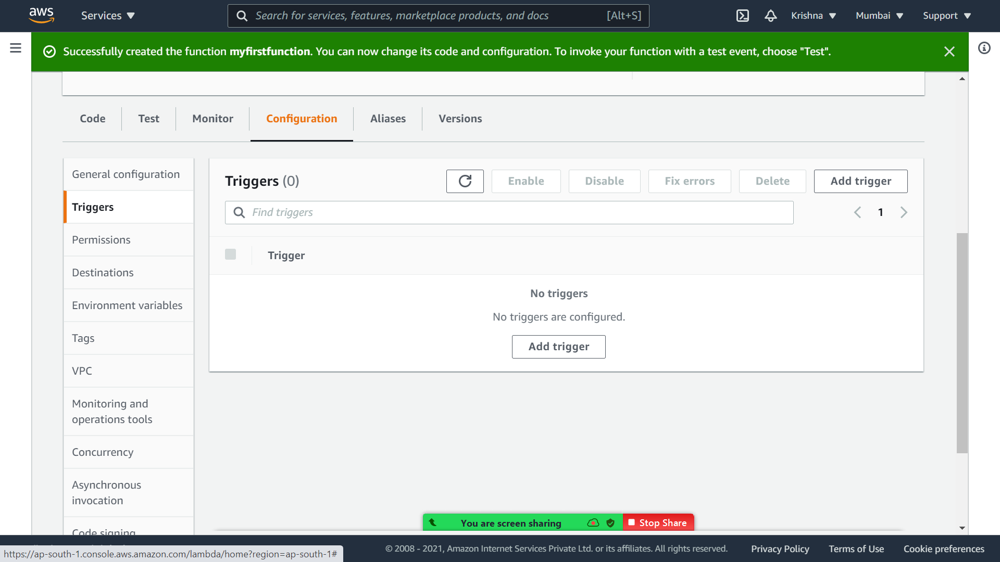 aws Services Search for services, features, marketplace products, and docs [Alt+S] Krishna Mumbai Support
Successfully created the function myfirstfunction. You can now change its code and configuration. To invoke your function with a test event, choose "Test".
Code Test Monitor Configuration Aliases Versions
General configuration
Triggers
Permissions
Destinations
Environment variables
Tags
VPC
Monitoring and
operations tools
Concurrency
Asynchronous
invocation
Code signing
Triggers (0) Enable Disable Fix errors Delete Add trigger
Find triggers 1
Trigger
No triggers
No triggers are configured.
Add trigger
You are screen sharing Stop Share
© 2008 - 2021, Amazon Internet Services Private Ltd. or its affiliates. All rights reserved. Privacy Policy Terms of Use Cookie preferences
https://ap-south-1.console.aws.amazon.com/lambda/home?region=ap-south-1#